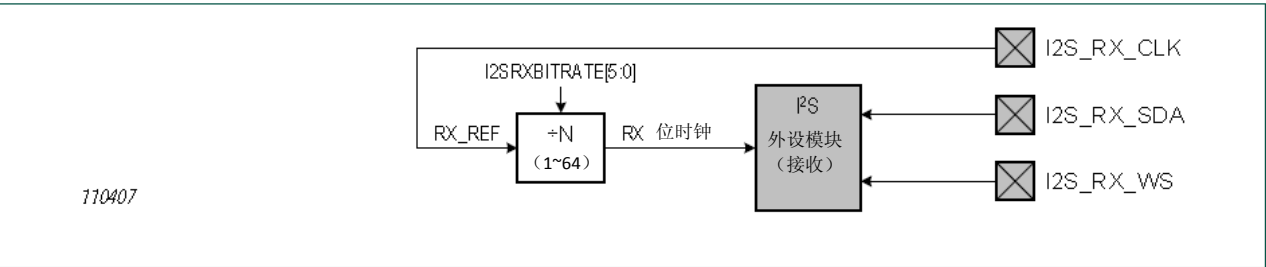 I2S_RX_CLK
I2SRXBITRATE[5:0]
I²S
外设模块
（接收）
I2S_RX_SDA
RX_REF
÷N
（1~64）
RX 位时钟
I2S_RX_WS
110407